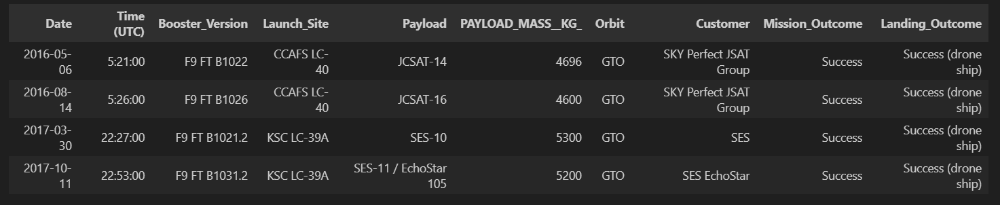 Date Time (UTC) Booster_Version Launch_Site Payload PAYLOAD_MASS__KG_ Orbit Customer Mission_Outcome Landing_Outcome
2016-05-06 5:21:00 F9 FT B1022 CCAFS LC-40 JCSAT-14 4696 GTO SKY Perfect JSAT Group Success Success (drone ship)
2016-08-14 5:26:00 F9 FT B1026 CCAFS LC-40 JCSAT-16 4600 GTO SKY Perfect JSAT Group Success Success (drone ship)
2017-03-30 22:27:00 F9 FT B1021.2 KSC LC-39A SES-10 5300 GTO SES Success Success (drone ship)
2017-10-11 22:53:00 F9 FT B1031.2 KSC LC-39A SES-11 / EchoStar 105 5200 GTO SES EchoStar Success Success (drone ship)